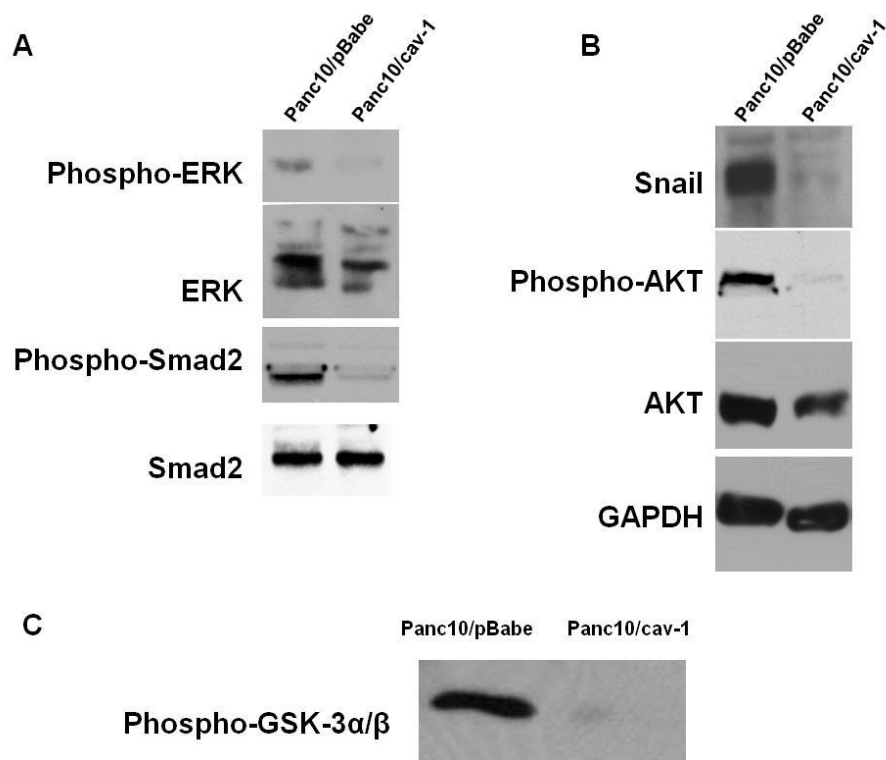 A
Panc10/pBabe
Panc10/cav-1
Phospho-ERK
ERK
Phospho-Smad2
Smad2
B
Panc10/pBabe
Panc10/cav-1
Snail
Phospho-AKT
AKT
GAPDH
C
Panc10/pBabe
Panc10/cav-1
Phospho-GSK-3α/β